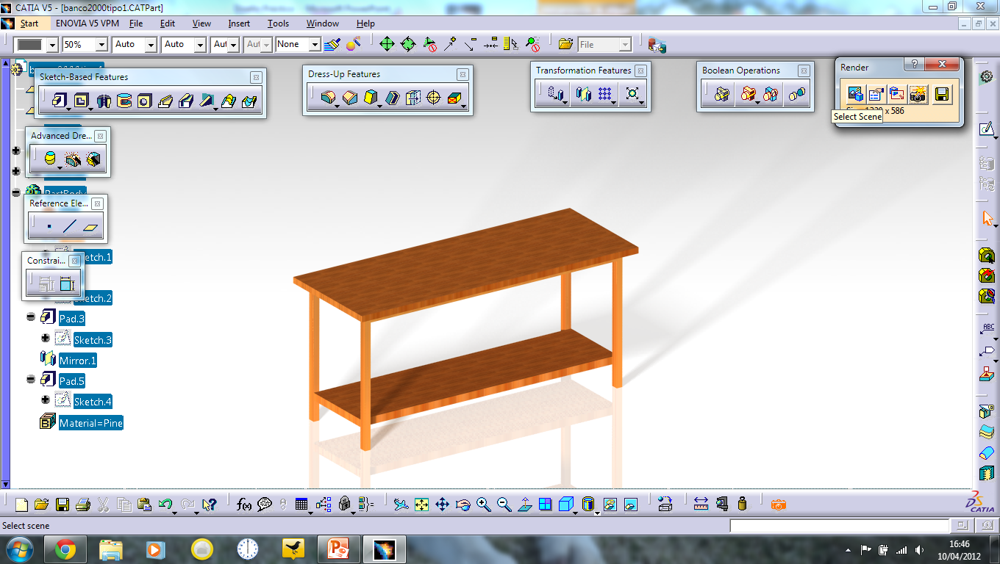 CATIA V5 - [banco2000tipo1.CATPart]
Start ENOVIA V5 VPM File Edit View Insert Tools Window Help
50% Auto Auto Aut Aut None File
Sketch-Based Features
Dress-Up Features
Transformation Features
Boolean Operations
Render
Select Scene x 586
Advanced Dre...
PartBody
Reference Ele...
Sketch.1
Constrai...
Sketch.2
Pad.3
Sketch.3
Mirror.1
Pad.5
Sketch.4
Material=Pine
ABC
f(x)
CATIA
Select scene
16:46
10/04/2012